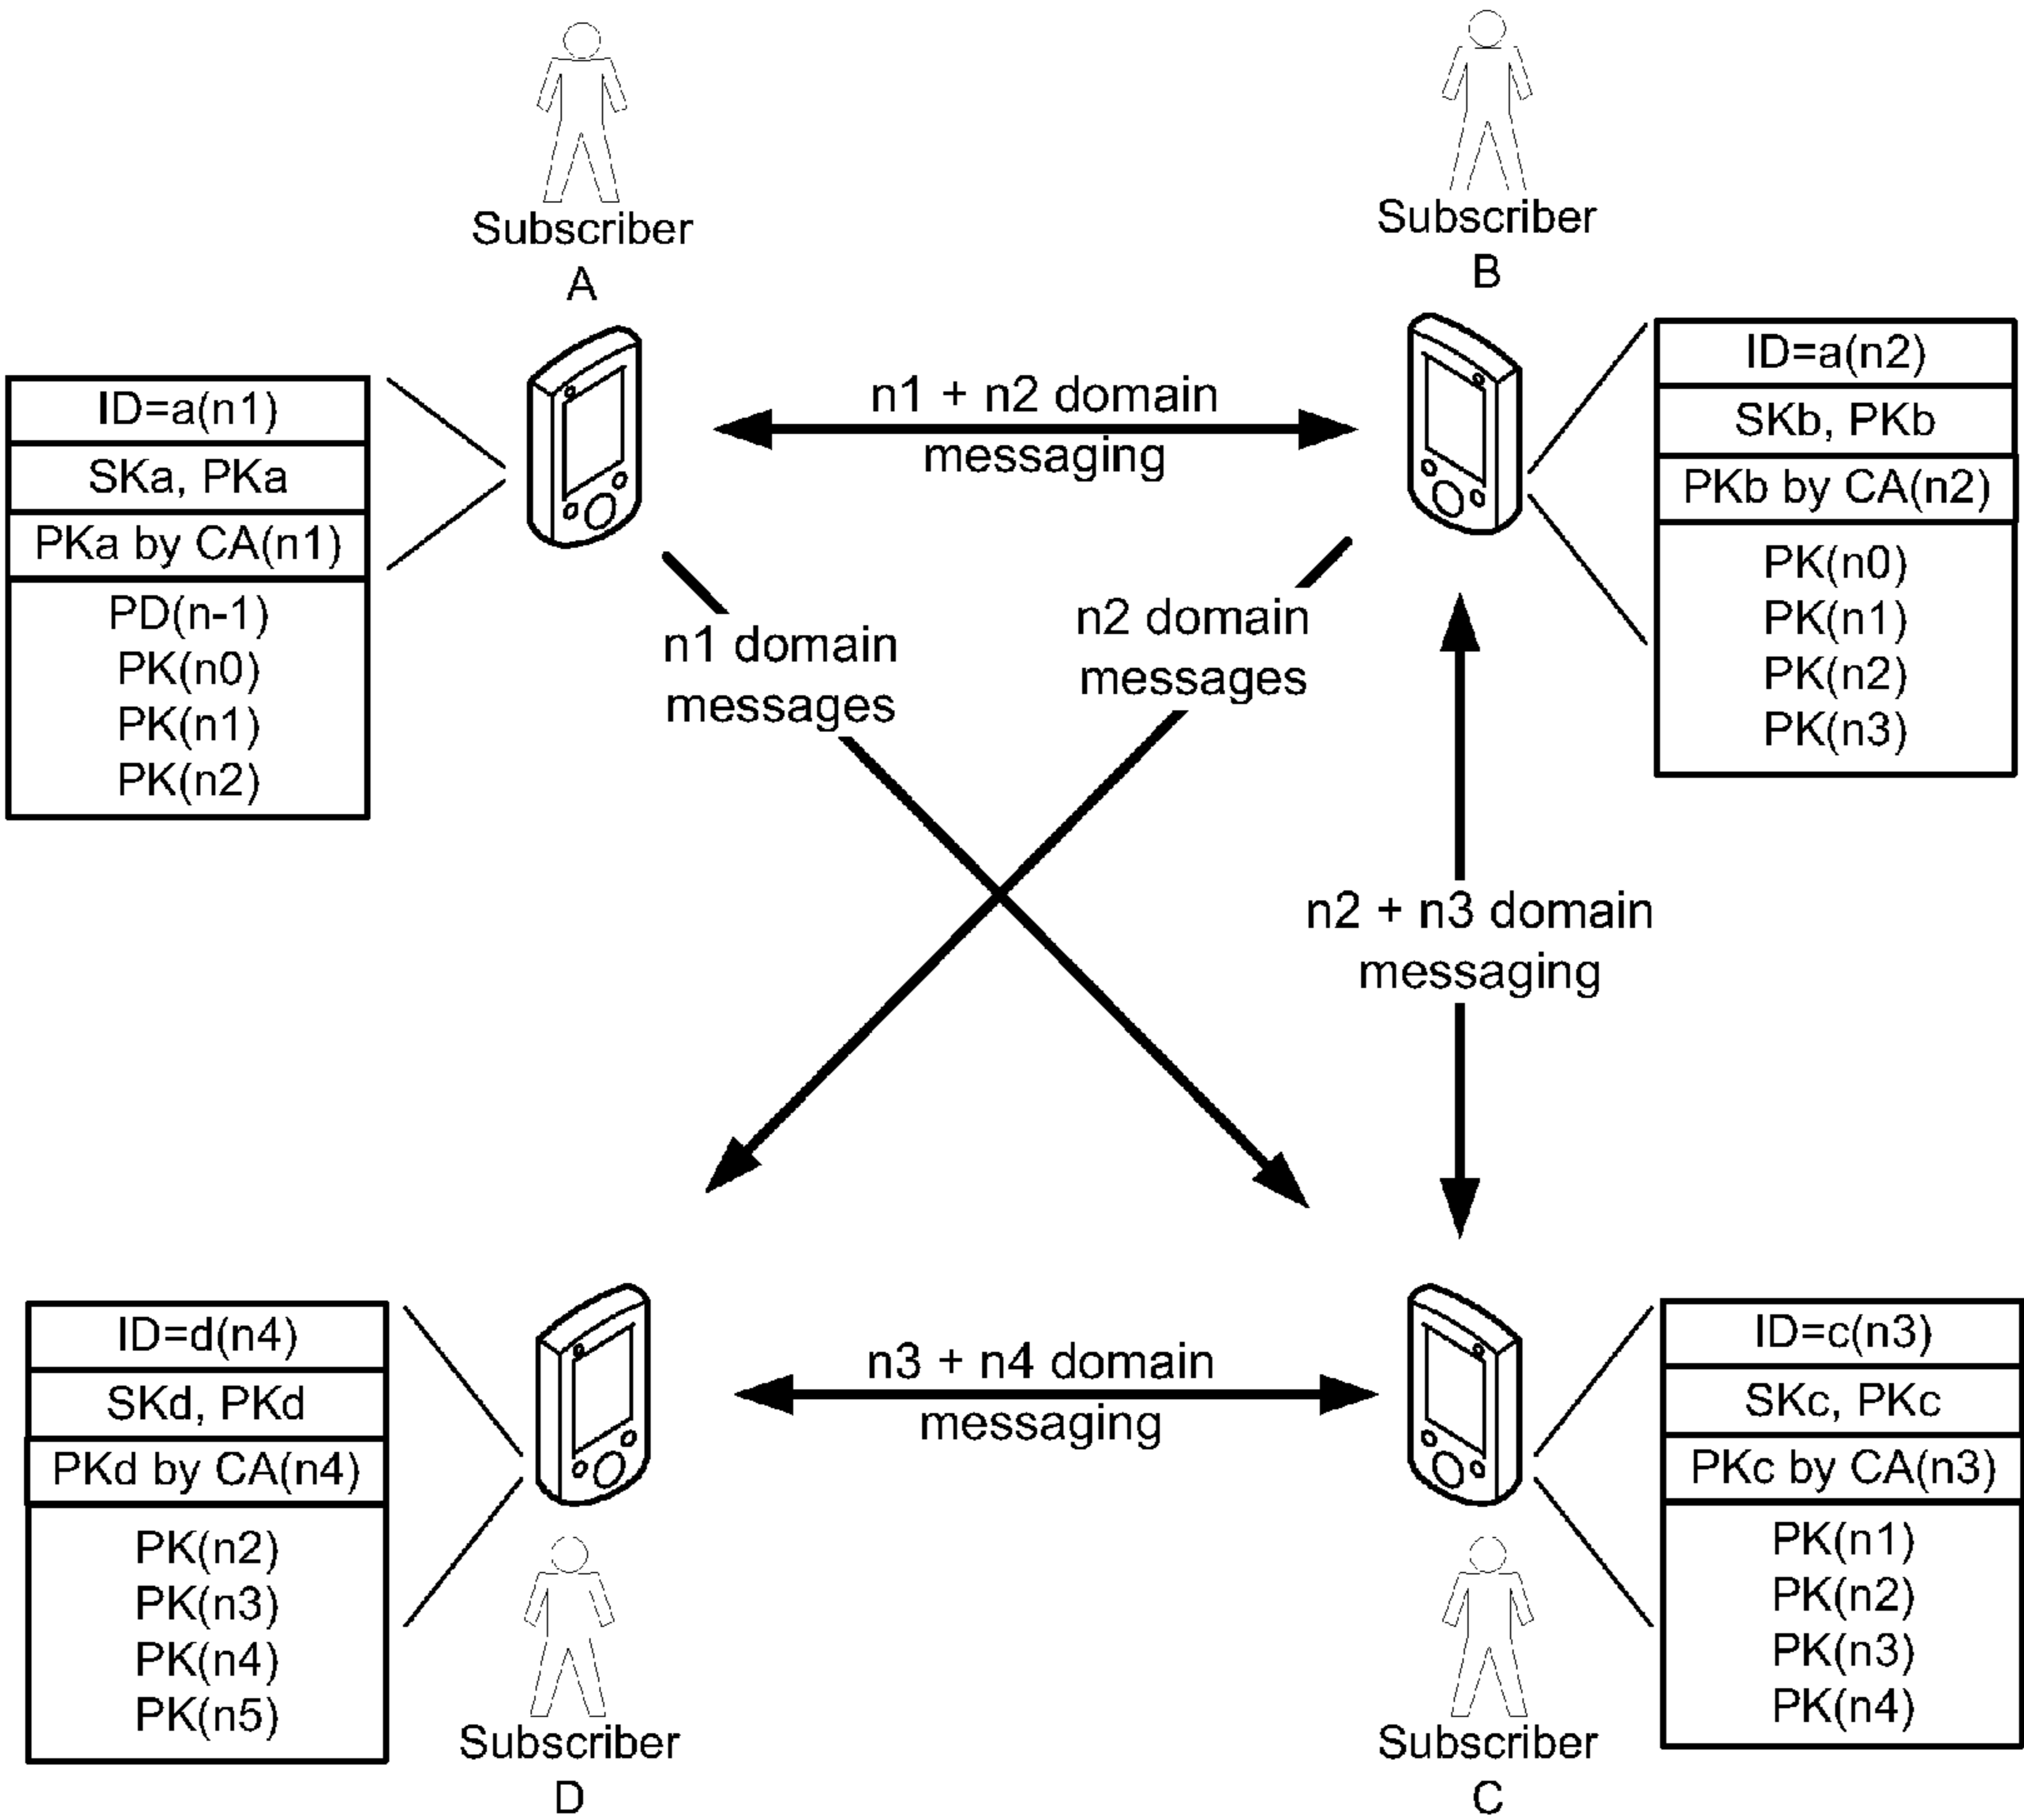 Subscriber
A
Subscriber
B
ID=a(n1)
SKa, PKa
PKa by CA(n1)
PD(n-1)
PK(n0)
PK(n1)
PK(n2)
n1 + n2 domain
messaging
ID=a(n2)
SKb, PKb
PKb by CA(n2)
PK(n0)
PK(n1)
PK(n2)
PK(n3)
n1 domain
messages
n2 domain
messages
n2 + n3 domain
messaging
ID=d(n4)
SKd, PKd
PKd by CA(n4)
PK(n2)
PK(n3)
PK(n4)
PK(n5)
n3 + n4 domain
messaging
ID=c(n3)
SKc, PKc
PKc by CA(n3)
PK(n1)
PK(n2)
PK(n3)
PK(n4)
Subscriber
D
Subscriber
C